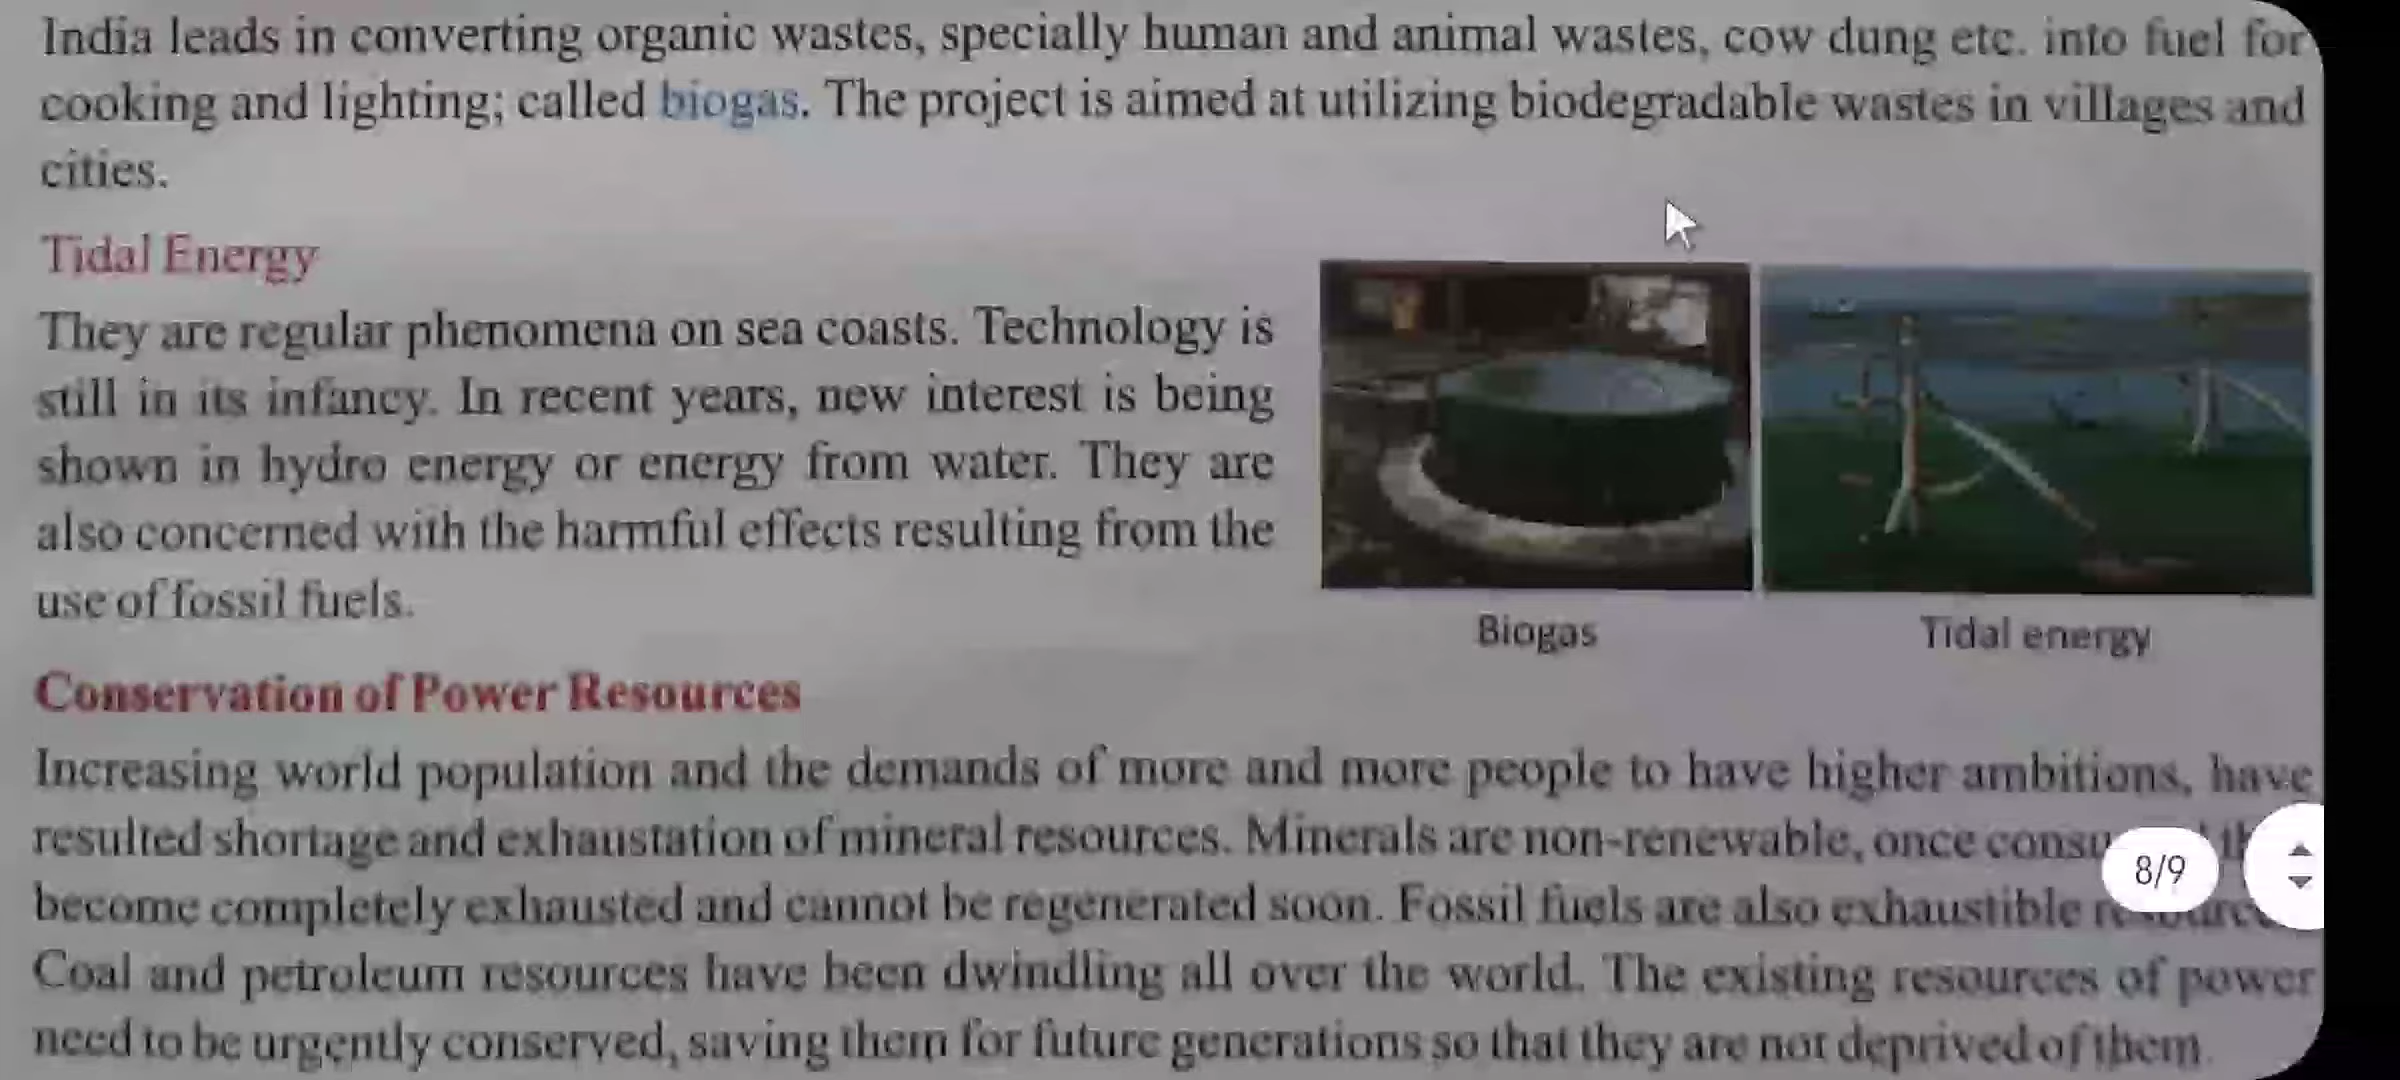 India leads in converting organic wastes, specially human and animal wastes, cow dung etc. into fuel for
cooking and lighting; called biogas. The project is aimed at utilizing biodegradable wastes in villages and
cities.
Tidal Energy
They are regular phenomena on sea coasts. Technology is
still in its infancy. In recent years, new interest is being
shown in hydro energy or energy from water. They are
also concerned with the harmful effects resulting from the
use of fossil fuels.
Biogas
Tidal energy
Conservation of Power Resources
Increasing world population and the demands of more and more people to have higher ambitions, have
resulted shortage and exhaustation of mineral resources. Minerals are non-renewable, once
become completely exhausted and cannot be regenerated soon. Fossil fuels are also exhaustible
8/9
Coal and petroleum resources have been dwindling all over the world. The existing resources of power
need to be urgently conserved, saving them for future generations so that they are not deprived of them.